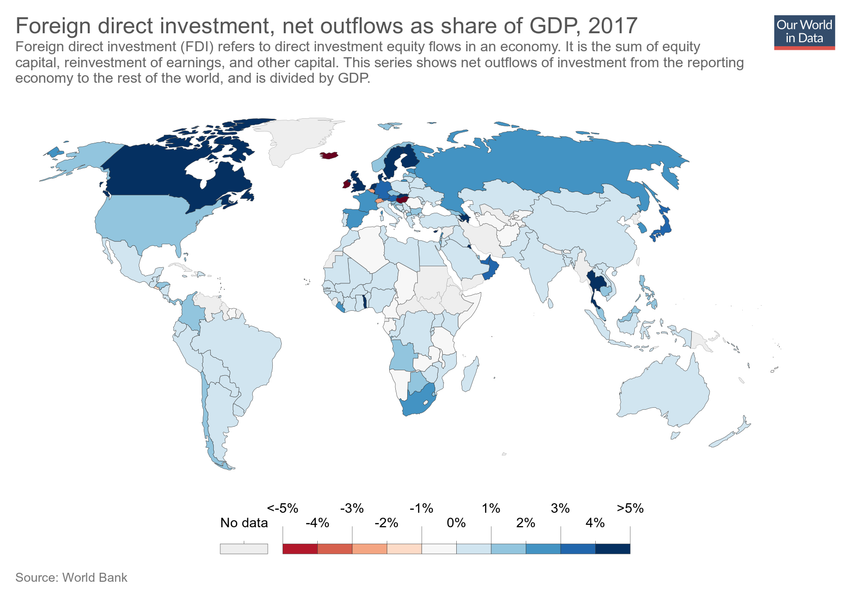 Foreign direct investment, net outflows as share of GDP, 2017
Our World
in Data
Foreign direct investment (FDI) refers to direct investment equity flows in an economy. It is the sum of equity
capital, reinvestment of earnings, and other capital. This series shows net outflows of investment from the reporting
economy to the rest of the world, and is divided by GDP.
<-5% -3% -1% 1% 3% >5%
No data -4% -2% 0% 2% 4%
Source: World Bank